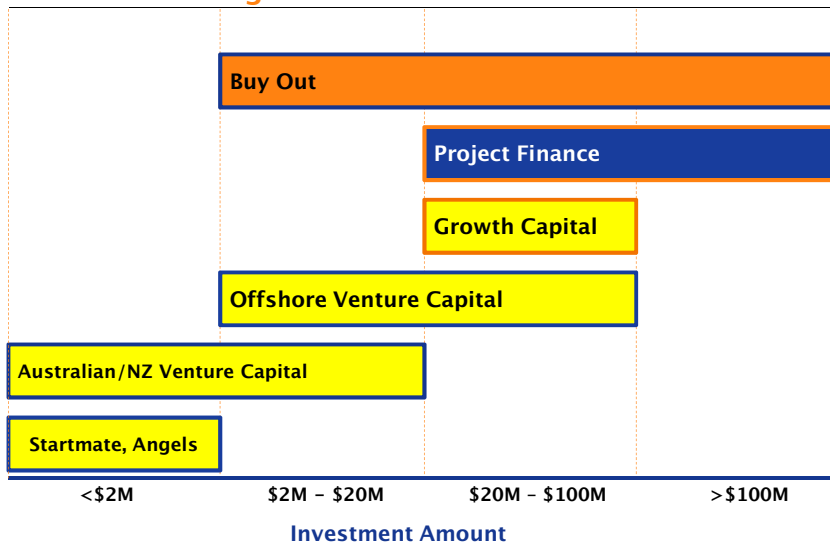 Buy Out
Project Finance
Growth Capital
Offshore Venture Capital
Australian/NZ Venture Capital
Startmate, Angels
<$2M $2M – $20M $20M – $100M >$100M
Investment Amount